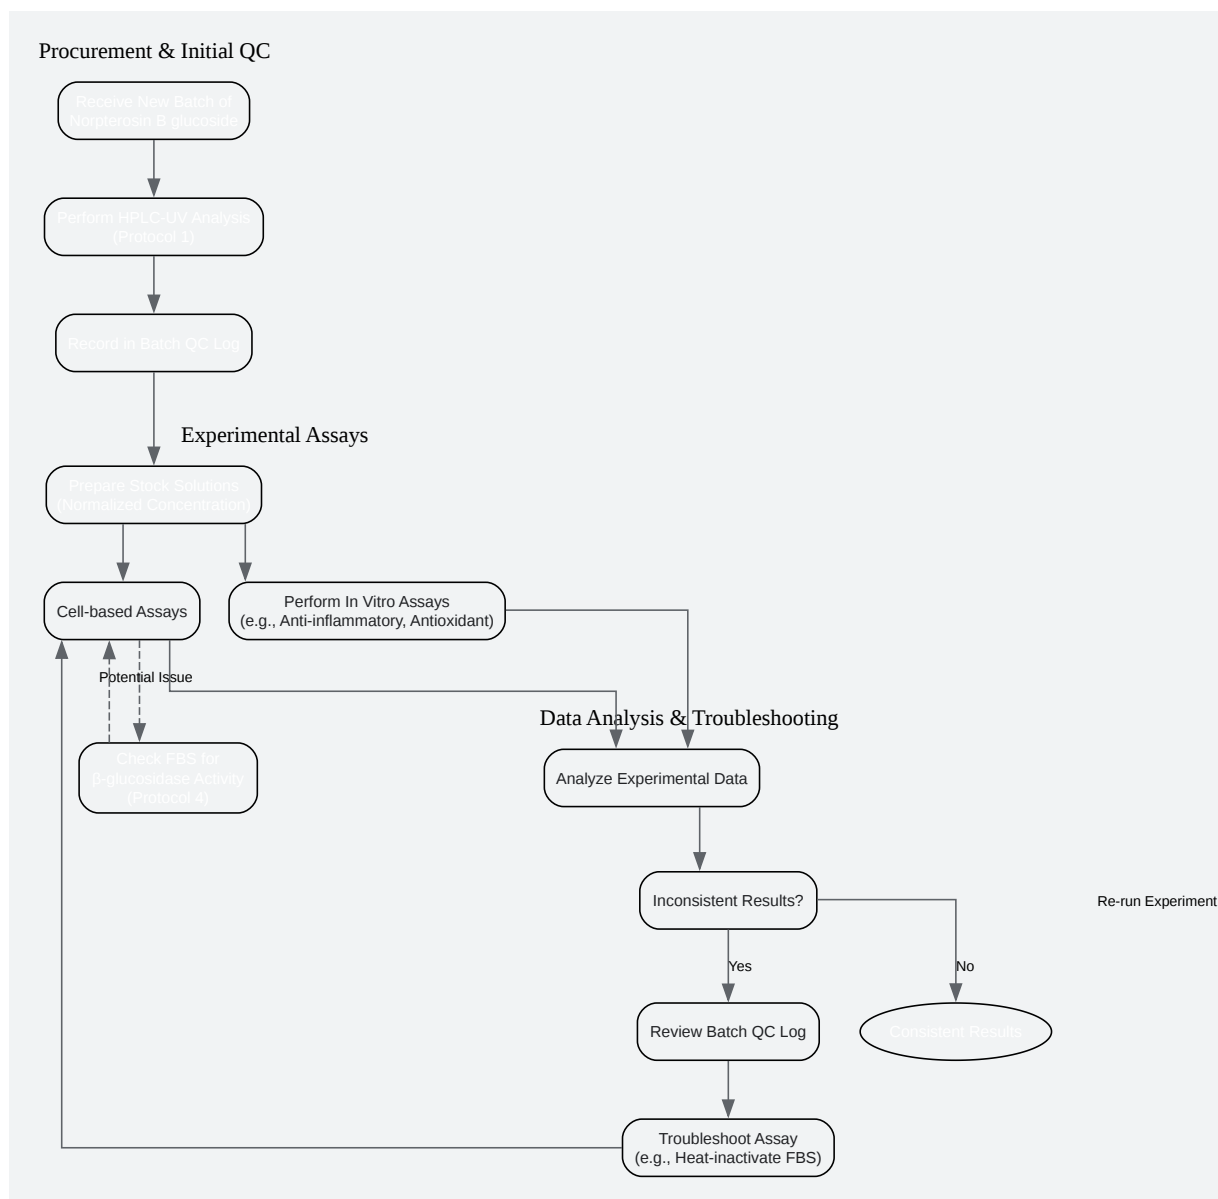 Procurement & Initial QC
Receive New Batch of
Norpterosin B glucoside
Perform HPLC-UV Analysis
(Protocol 1)
Record in Batch QC Log
Experimental Assays
Prepare Stock Solutions
(Normalized Concentration)
Cell-based Assays
Perform In Vitro Assays
(e.g., Anti-inflammatory, Antioxidant)
Potential Issue
Data Analysis & Troubleshooting
Check FBS for
β-glucosidase Activity
(Protocol 4)
Analyze Experimental Data
Inconsistent Results?
Re-run Experiment
Yes
No
Review Batch QC Log
Consistent Results
Troubleshoot Assay
(e.g., Heat-inactivate FBS)